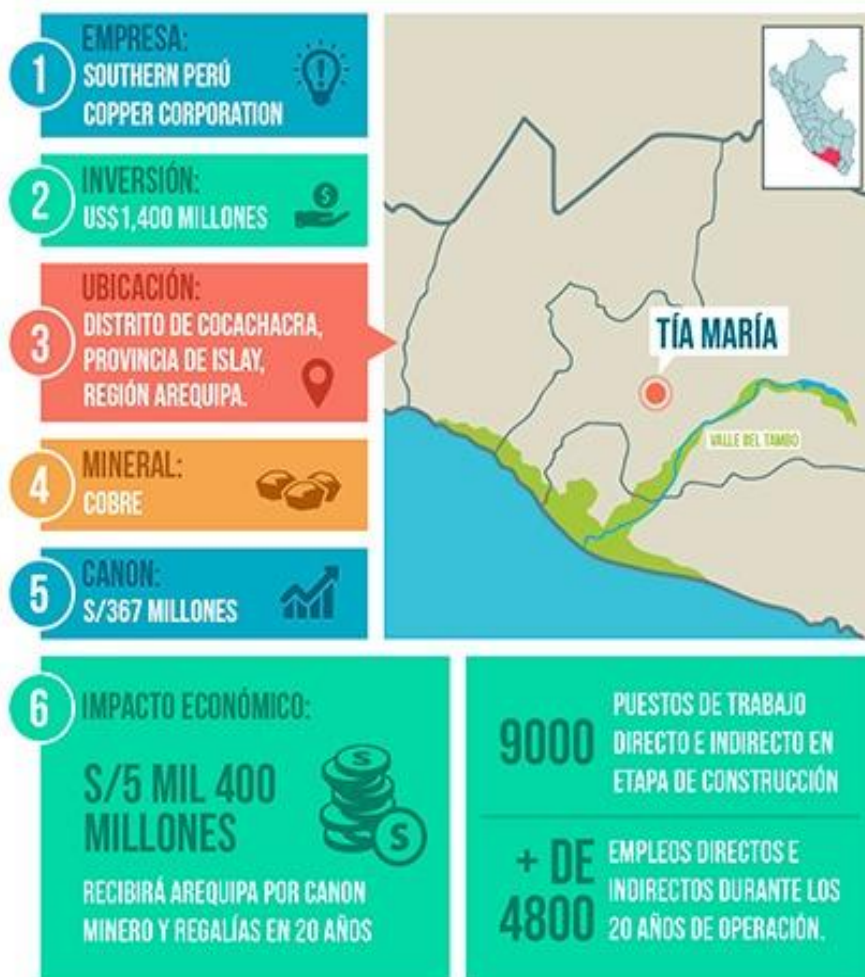 1
EMPRESA:
SOUTHERN PERÚ
COPPER CORPORATION
2
INVERSIÓN:
US$1,400 MILLONES
3
UBICACIÓN:
DISTRITO DE COCACHACRA,
PROVINCIA DE ISLAY,
REGIÓN AREQUIPA.
4
MINERAL:
COBRE
5
CANON:
S/367 MILLONES
TÍA MARÍA
VALLE DEL TAMBO
6
IMPACTO ECONÓMICO:
S/5 MIL 400
MILLONES
RECIBIRÁ AREQUIPA POR CANON
MINERO Y REGALÍAS EN 20 AÑOS
9000
PUESTOS DE TRABAJO
DIRECTO E INDIRECTO EN
ETAPA DE CONSTRUCCIÓN
+ DE
4800
EMPLEOS DIRECTOS E
INDIRECTOS DURANTE LOS
20 AÑOS DE OPERACIÓN.